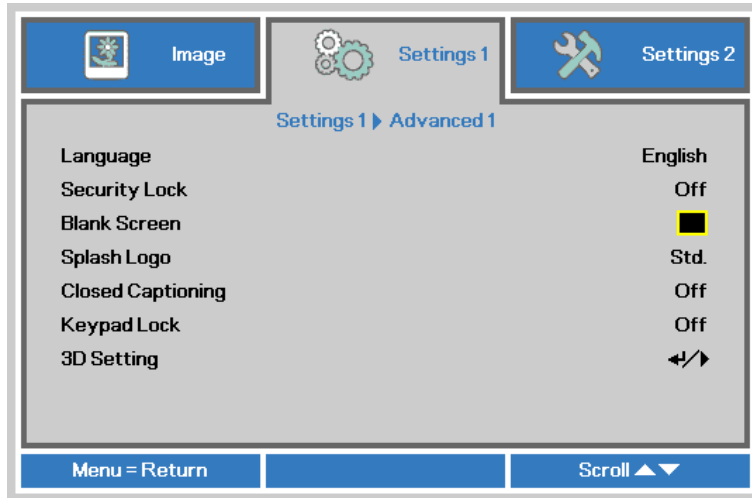 Image Settings 1 Settings 2
Settings 1 Advanced 1
Language English
Security Lock Off
Blank Screen
Splash Logo Std.
Closed Captioning Off
Keypad Lock Off
3D Setting /
Menu = Return Scroll